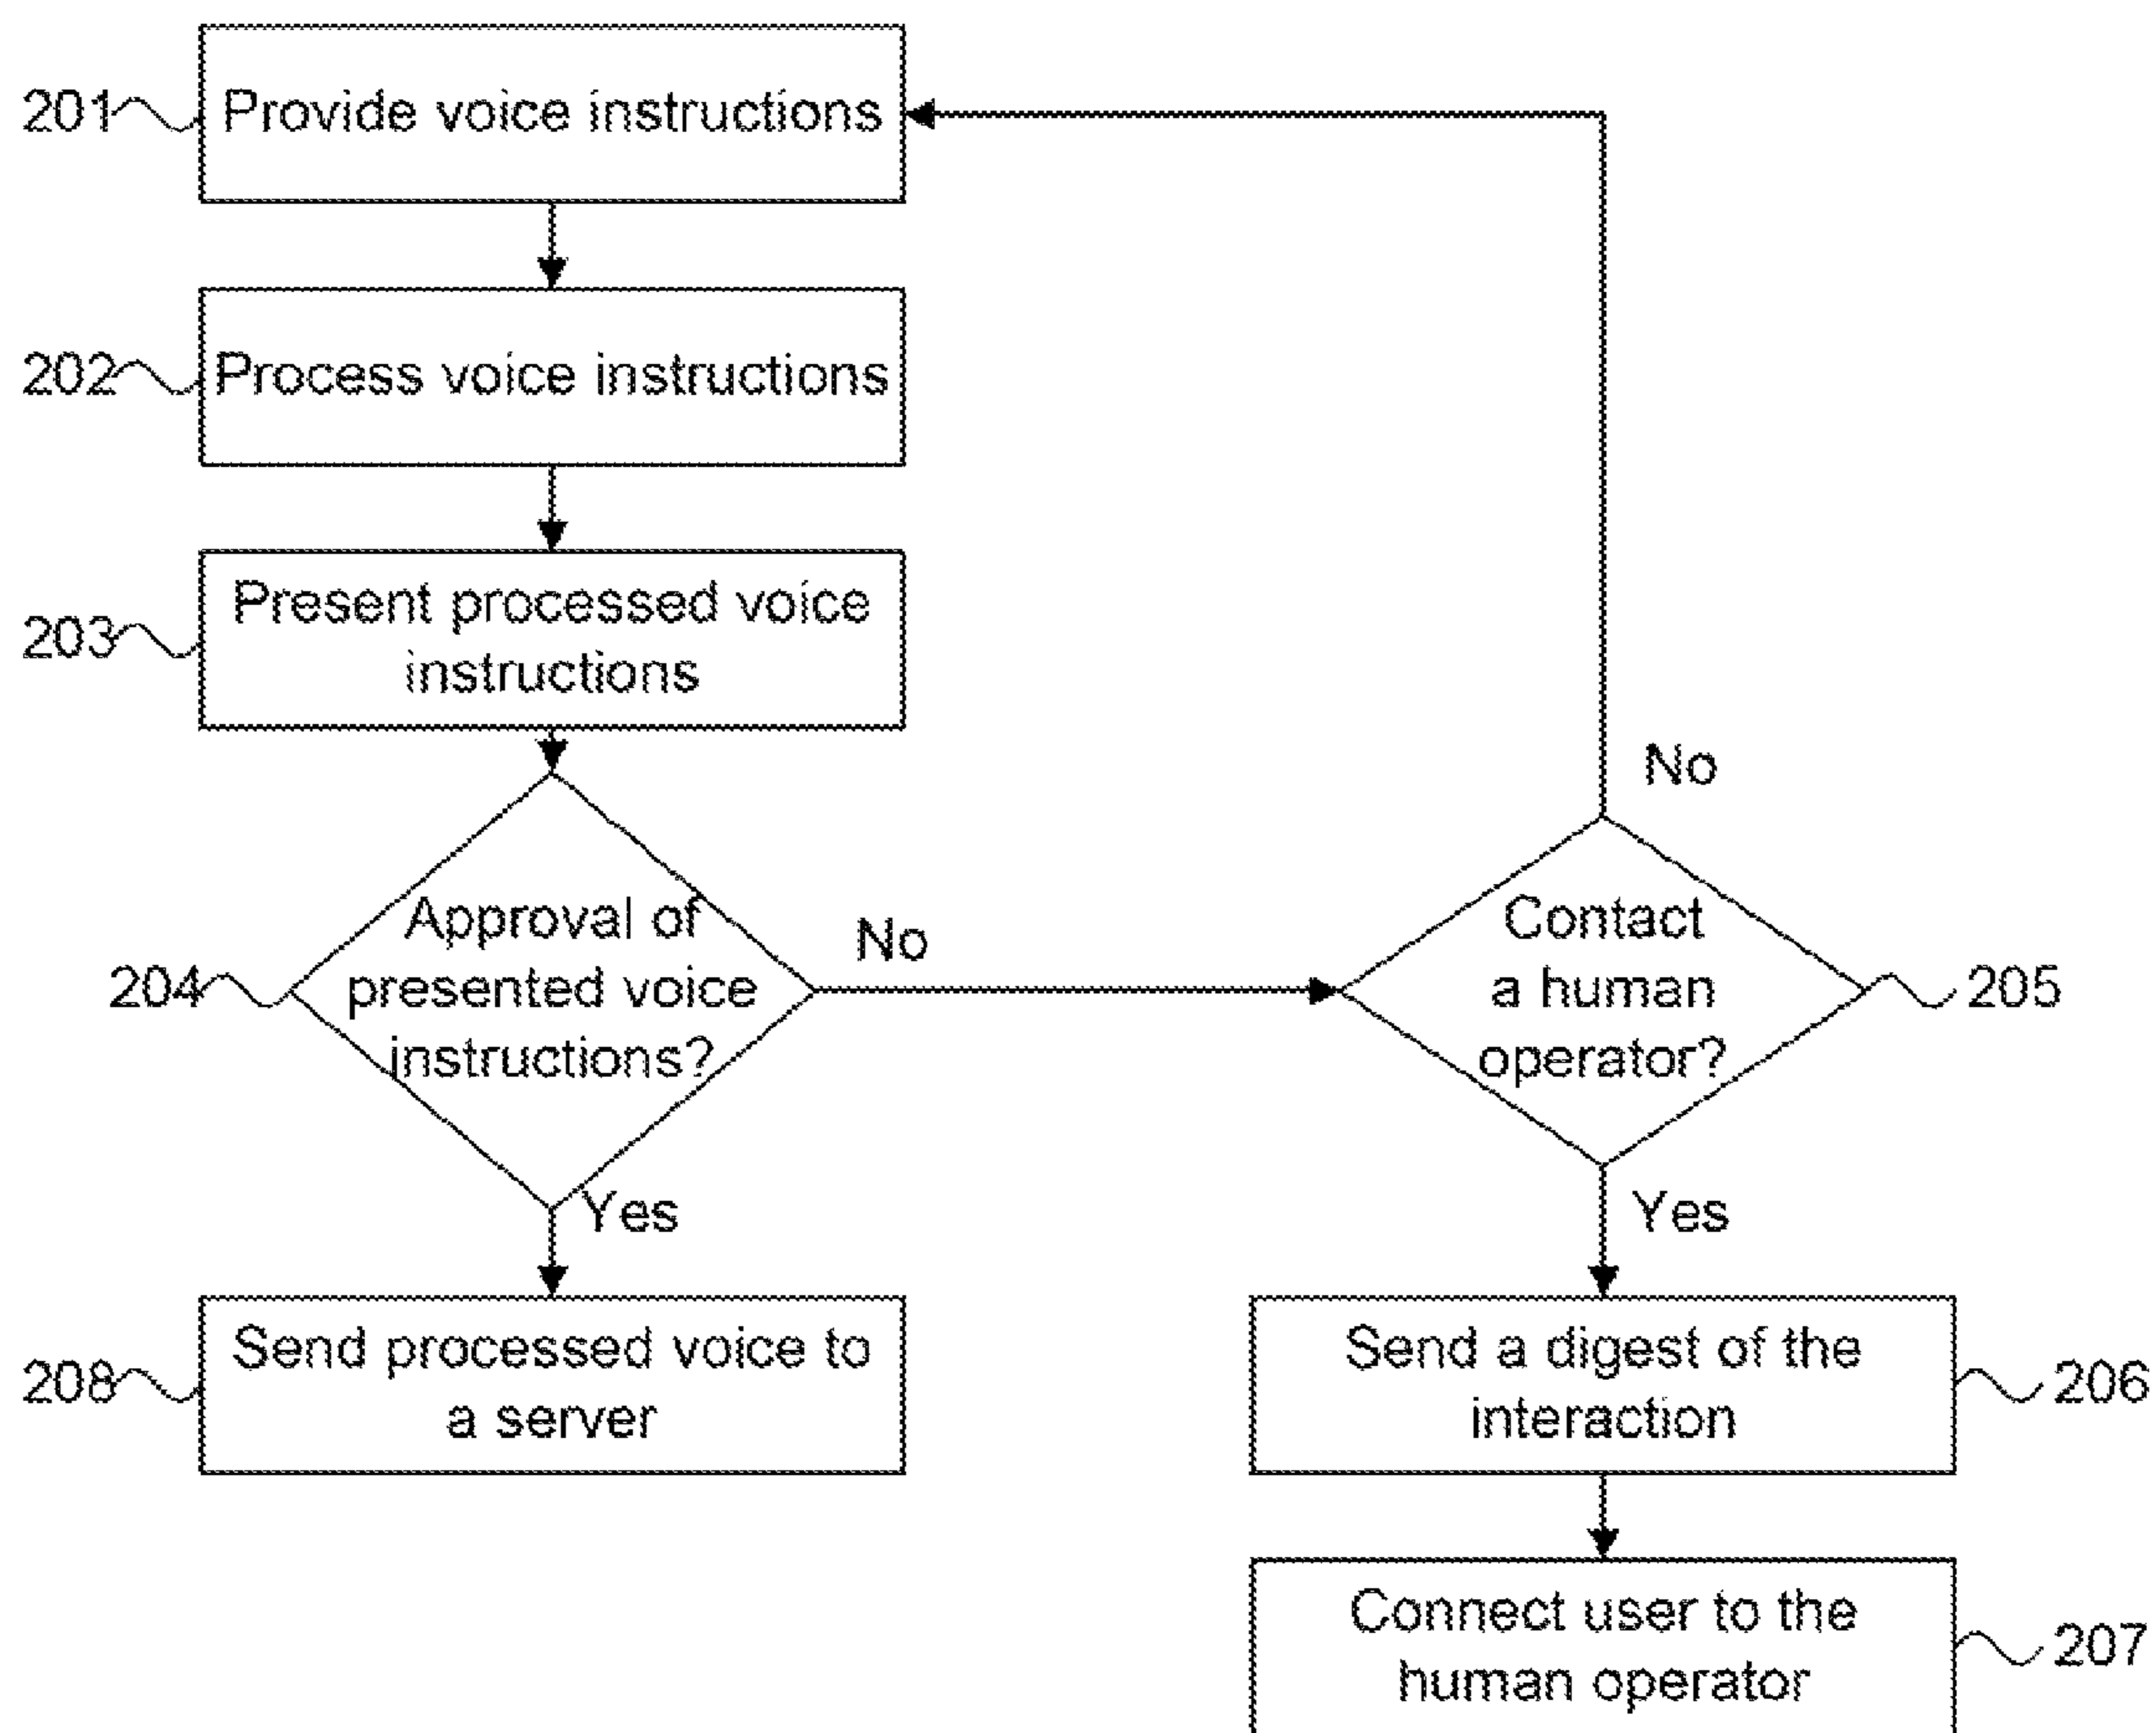 201
Provide voice instructions
202
Process voice instructions
203
Present processed voice
instructions
204
Approval of
presented voice
instructions?
No
Yes
Contact
a human
operator?
205
No
Yes
208
Send processed voice to
a server
Send a digest of the
interaction
206
Connect user to the
human operator
207